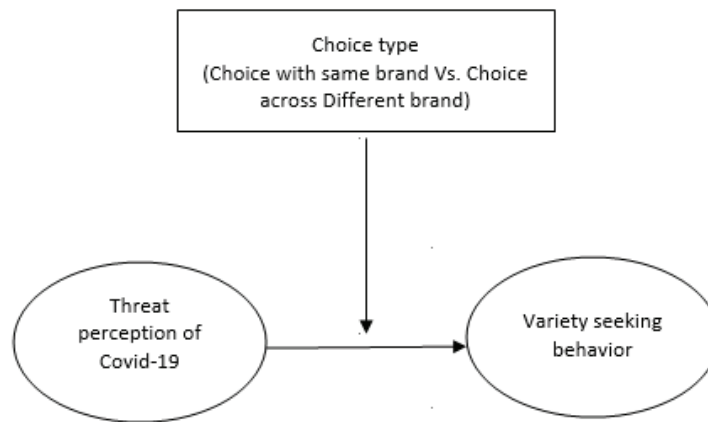 Choice type
(Choice with same brand Vs. Choice
across Different brand)
Threat
perception of
Covid-19
Variety seeking
behavior